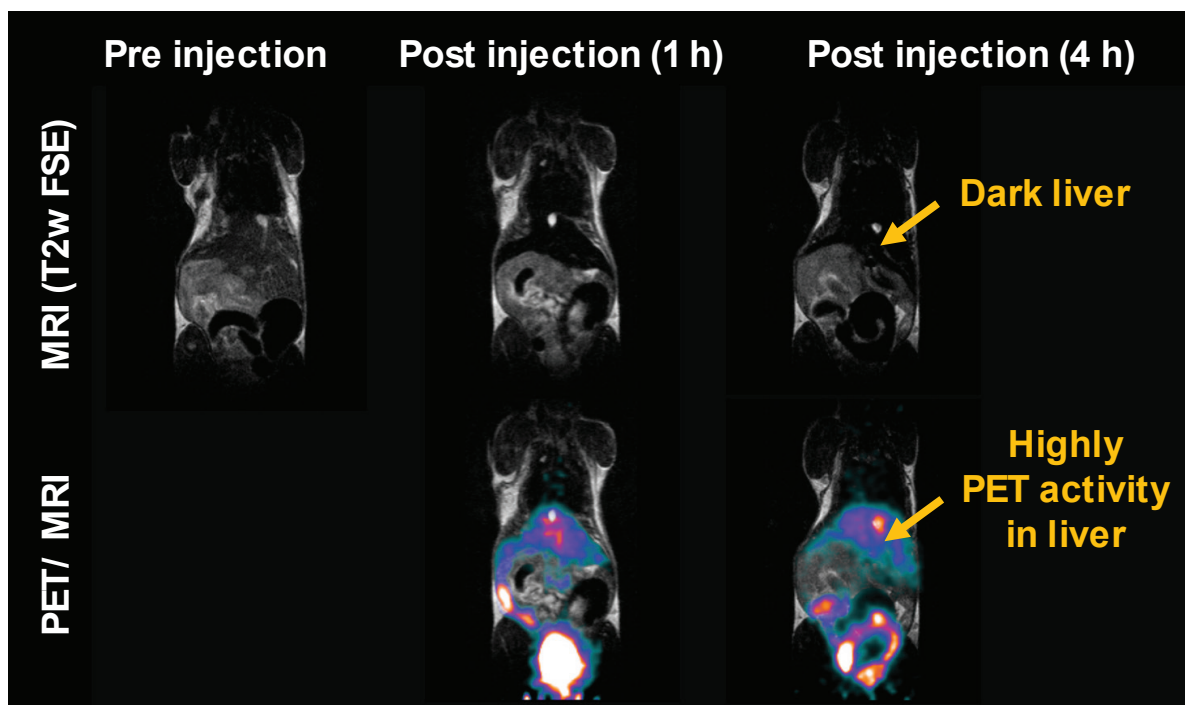 Pre injection
Post injection (1 h)
Post injection (4 h)
MRI (T2w FSE)
Dark liver
PET/ MRI
Highly
PET activity
in liver